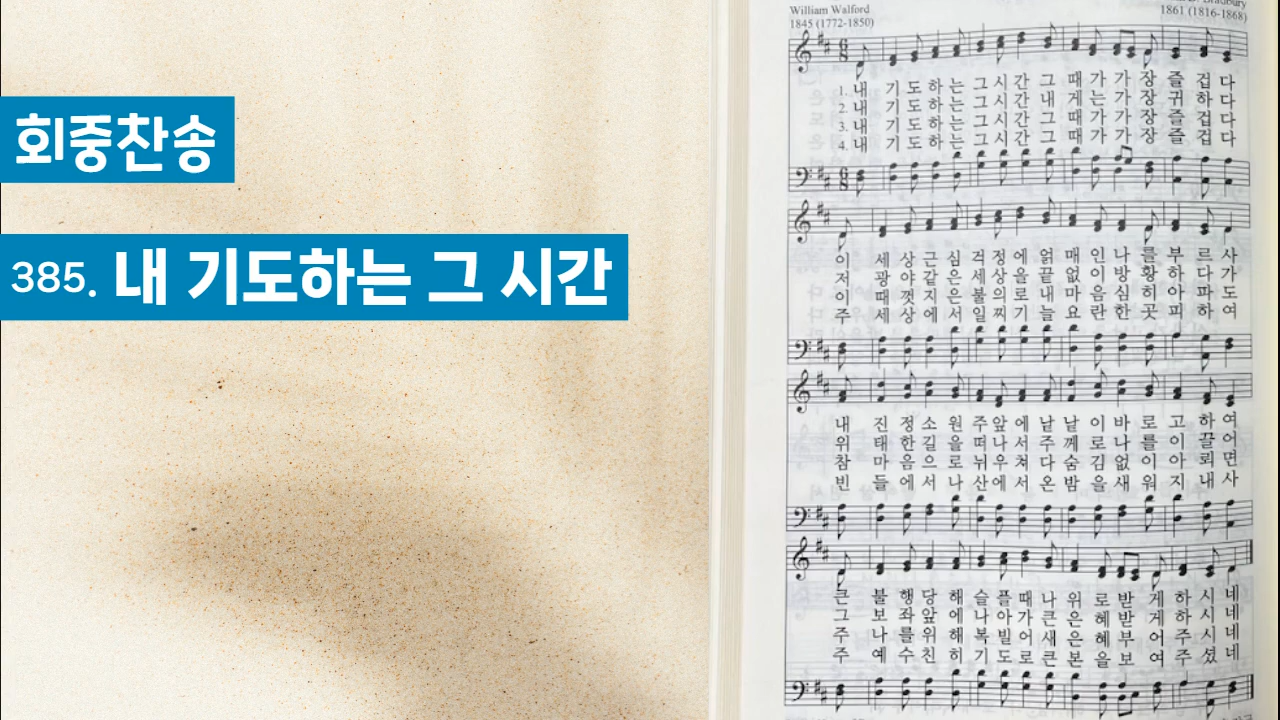 회중찬송
385. 내 기도하는 그 시간
William Walford
1845 (1772-1850)
Bradbury
1861 (1816-1868)
1. 내 기도하는 그시간 그 때가 가장 즐겁다
2. 내 기도하는 그시간 내 게는 가장 귀하다
3. 내 기도하는 그시간 그 때가 가장 즐겁다
4. 내 기도하는 그시간 그 때가 가장 즐겁다
이 세상근심 걱정에 얽매인나를 부르사
저 광야같은 세상을 끝없이방황하다가
이 때껏지은 불의로 내마음심히 아파도
주 세상에서 일찌기 늘요란한곳 피하여
내 진정소원 주앞에 낱낱이바로 고하여
위 태한길을 떠나서 주께로나를 이끌어
참 마음으로 뉘우쳐 다숨김없이 아뢰면
빈 들에서나 산에서 온밤을새워 지내사
큰 불행당해 슬플때 나위로받게 하시네
그 보좌앞에 나아가 큰은혜받게 하시네
주 나를위해 복빌어 새은혜부어 주시네
주 예수친히 기도로 큰본을보여 주셨네